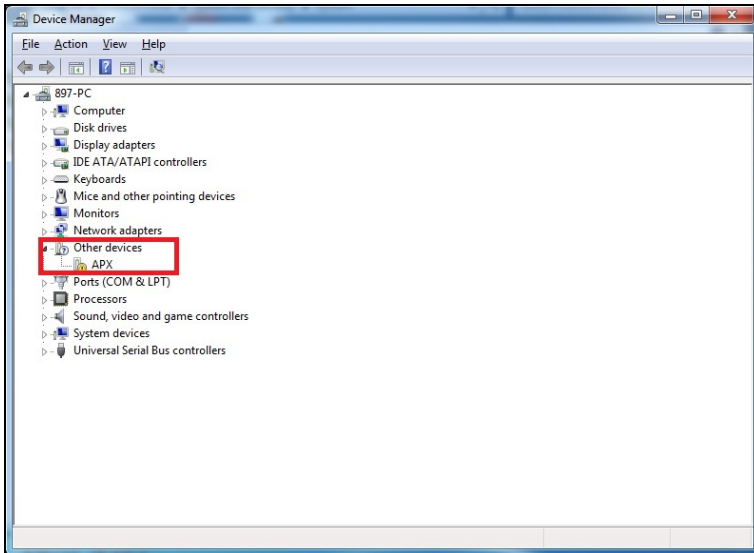 Device Manager
File Action View Help
897-PC
Computer
Disk drives
Display adapters
IDE ATA/ATAPI controllers
Keyboards
Mice and other pointing devices
Monitors
Network adapters
Other devices
APX
Ports (COM & LPT)
Processors
Sound, video and game controllers
System devices
Universal Serial Bus controllers